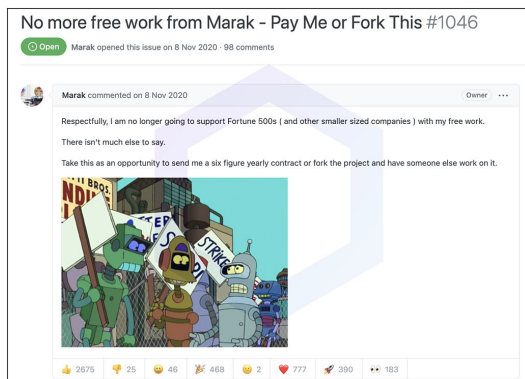 No more free work from Marak - Pay Me or Fork This #1046
Open Marak opened this issue on 8 Nov 2020 · 98 comments
Marak commented on 8 Nov 2020 Owner ···
Respectfully, I am no longer going to support Fortune 500s ( and other smaller sized companies ) with my free work.
There isn't much else to say.
Take this as an opportunity to send me a six figure yearly contract or fork the project and have someone else work on it.
BROS.
STRIKE
2675 25 46 468 2 777 390 183